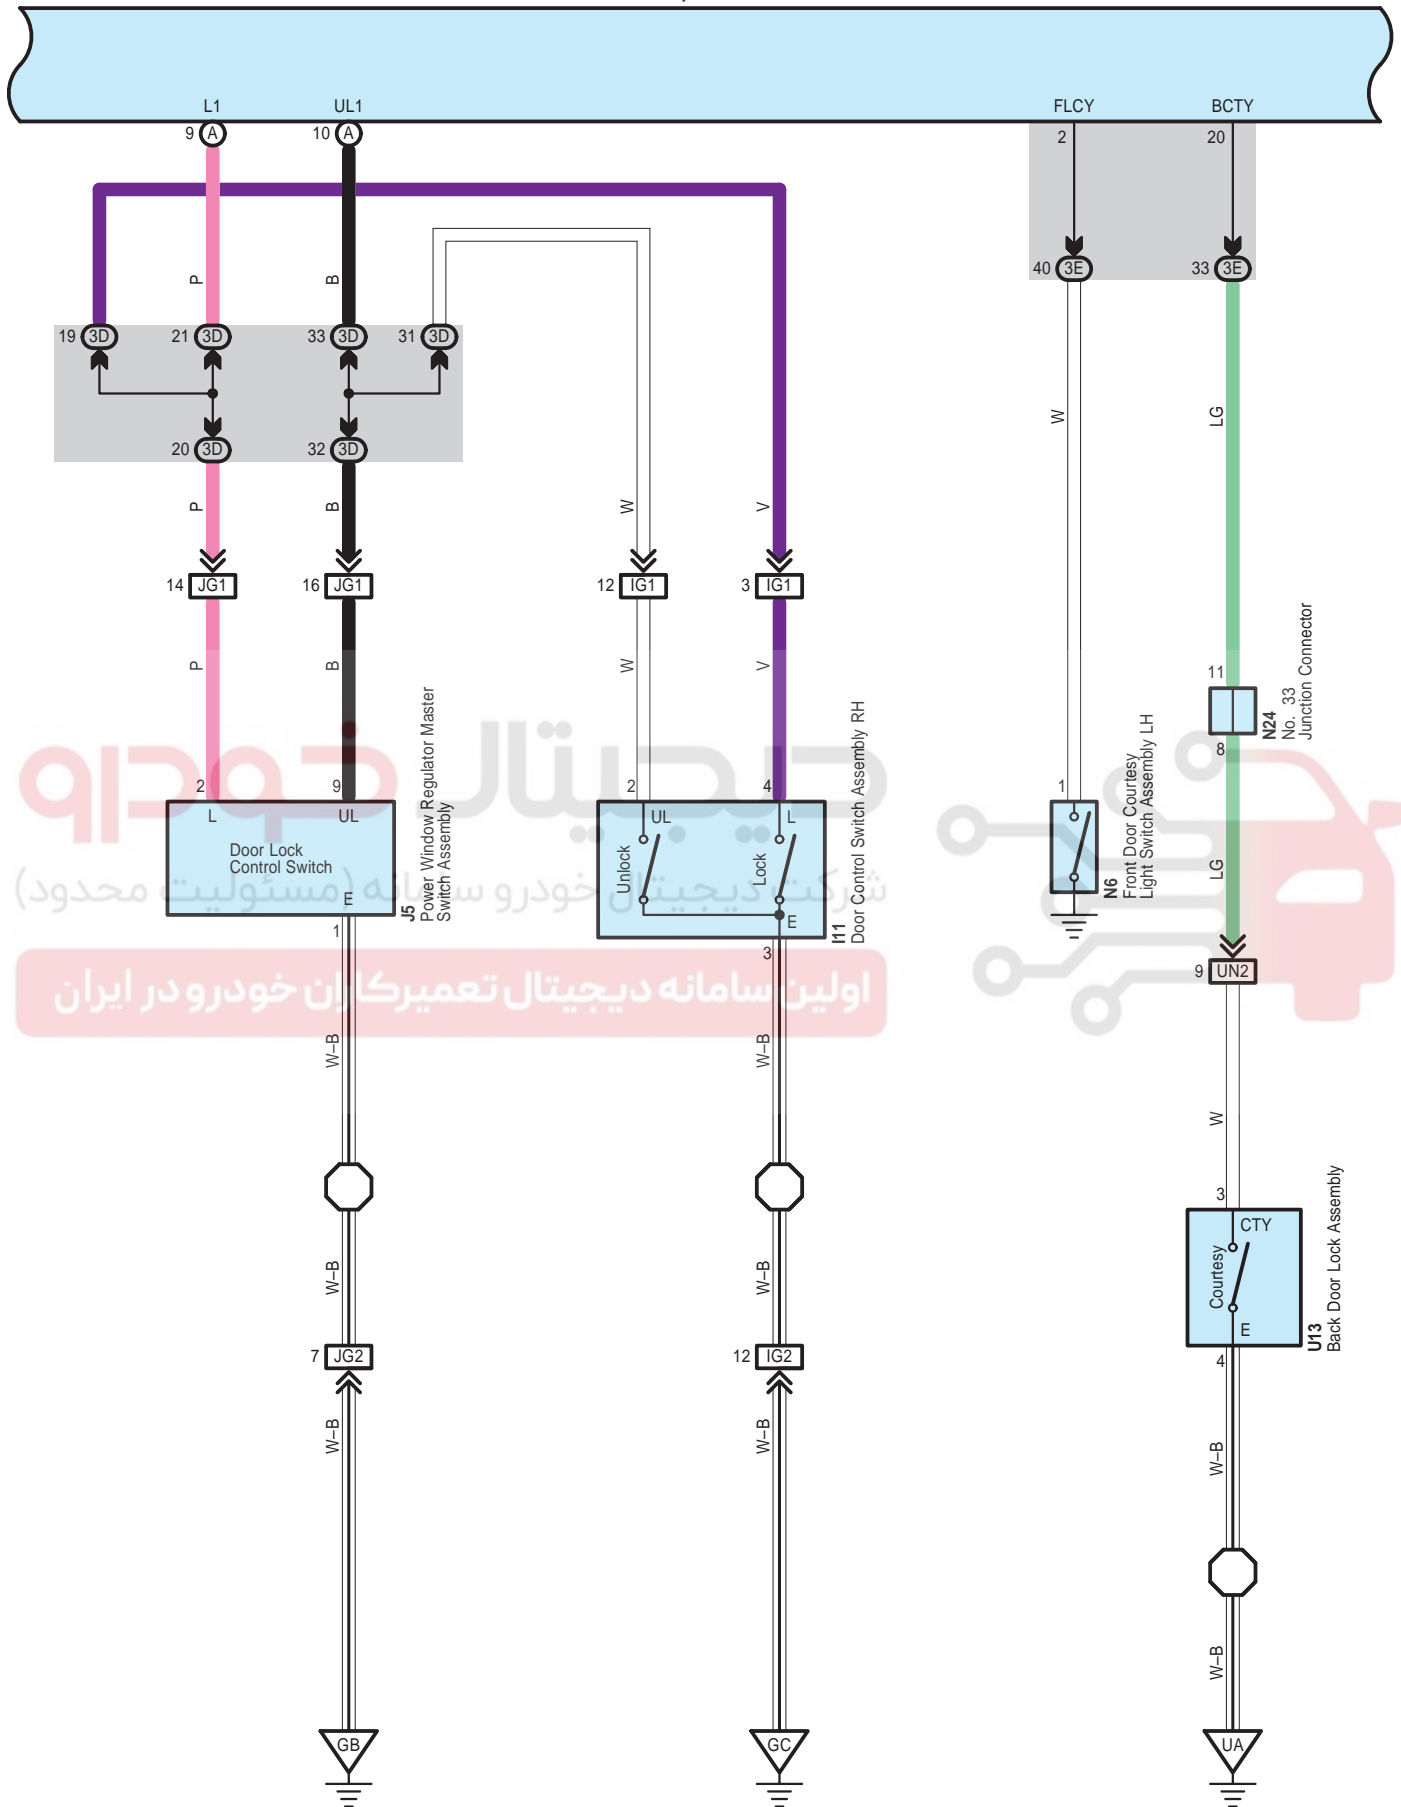 L1 UL1 FLCY BCTY
9 A 10 A 2 20
40 3E 33 3E
P B
19 3D 21 3D 33 3D 31 3D
W LG
20 3D 32 3D
P B W V
14 JG1 16 JG1 12 IG1 3 IG1
P B W V
11
N24
No. 33
Junction Connector
8
دیجیتال خودرو
2 9 2 4 1
L UL UL L
Door Lock
Control Switch
Unlock Lock
E E
J5
Power Window Regulator Master
Switch Assembly
I11
Door Control Switch Assembly RH
N6
Front Door Courtesy
Light Switch Assembly LH
LG
شرکت دیجیتال خودرو سامانه (مسئولیت محدود)
1 3
9 UN2
اولین سامانه دیجیتال تعمیرکاران خودرو در ایران
W–B W–B
W
3
CTY
Courtesy
E
U13
Back Door Lock Assembly
W–B W–B
7 JG2 12 IG2 4
W–B W–B W–B
W–B
GB GC UA